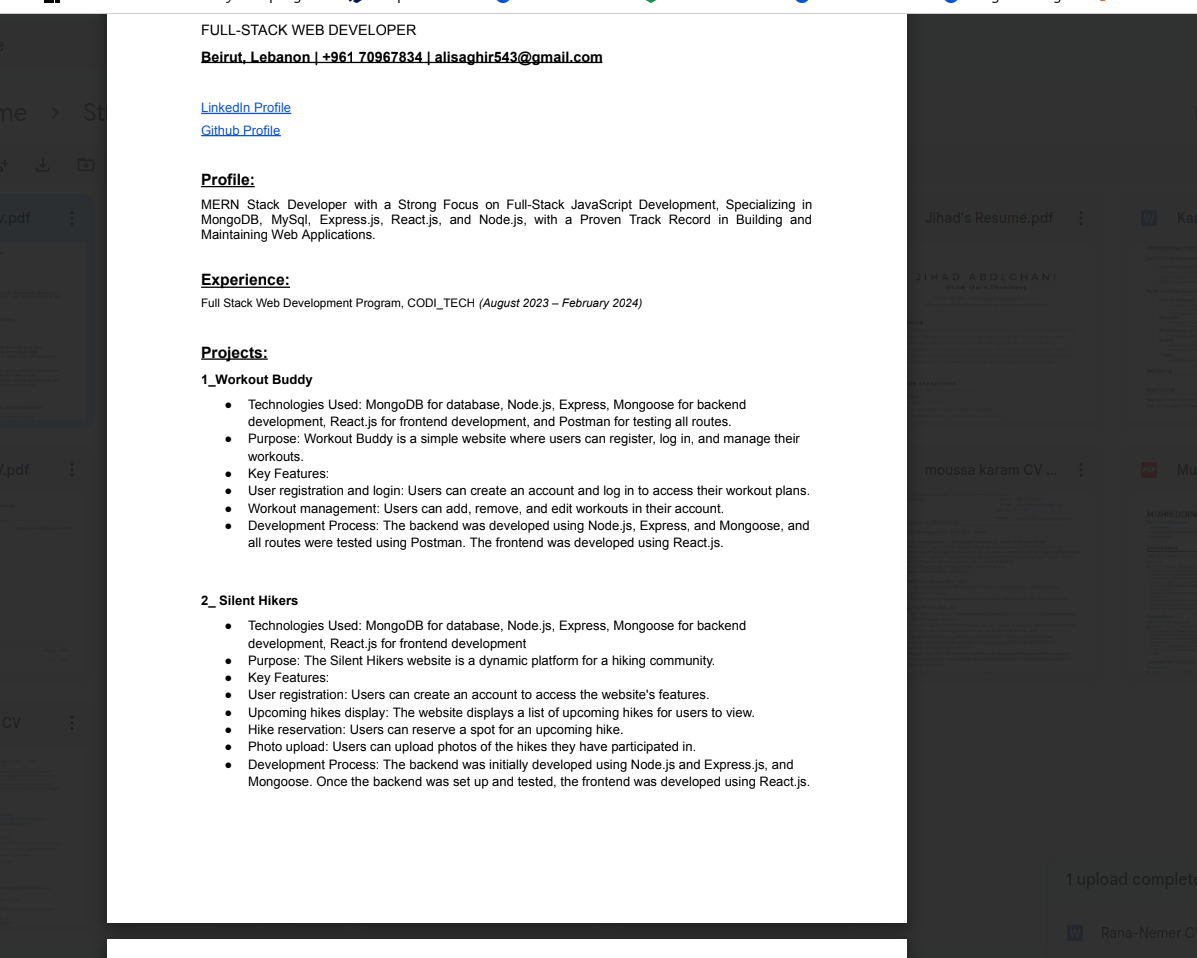 FULL-STACK WEB DEVELOPER
Beirut, Lebanon | +961 70967834 | alisaghir543@gmail.com
LinkedIn Profile
Github Profile
Profile:
MERN Stack Developer with a Strong Focus on Full-Stack JavaScript Development, Specializing in
MongoDB, MySql, Express.js, React.js, and Node.js, with a Proven Track Record in Building and
Maintaining Web Applications.
Experience:
Full Stack Web Development Program, CODI_TECH (August 2023 – February 2024)
Projects:
1_Workout Buddy
● Technologies Used: MongoDB for database, Node.js, Express, Mongoose for backend
development, React.js for frontend development, and Postman for testing all routes.
● Purpose: Workout Buddy is a simple website where users can register, log in, and manage their
workouts.
● Key Features:
● User registration and login: Users can create an account and log in to access their workout plans.
● Workout management: Users can add, remove, and edit workouts in their account.
● Development Process: The backend was developed using Node.js, Express, and Mongoose, and
all routes were tested using Postman. The frontend was developed using React.js.
2_ Silent Hikers
● Technologies Used: MongoDB for database, Node.js, Express, Mongoose for backend
development, React.js for frontend development
● Purpose: The Silent Hikers website is a dynamic platform for a hiking community.
● Key Features:
● User registration: Users can create an account to access the website's features.
● Upcoming hikes display: The website displays a list of upcoming hikes for users to view.
● Hike reservation: Users can reserve a spot for an upcoming hike.
● Photo upload: Users can upload photos of the hikes they have participated in.
● Development Process: The backend was initially developed using Node.js and Express.js, and
Mongoose. Once the backend was set up and tested, the frontend was developed using React.js.
Jihad's Resume.pdf
JIHAD ABOLGHANI
moussa karam CV ...
CV
1 upload complete
Rana-Nemer